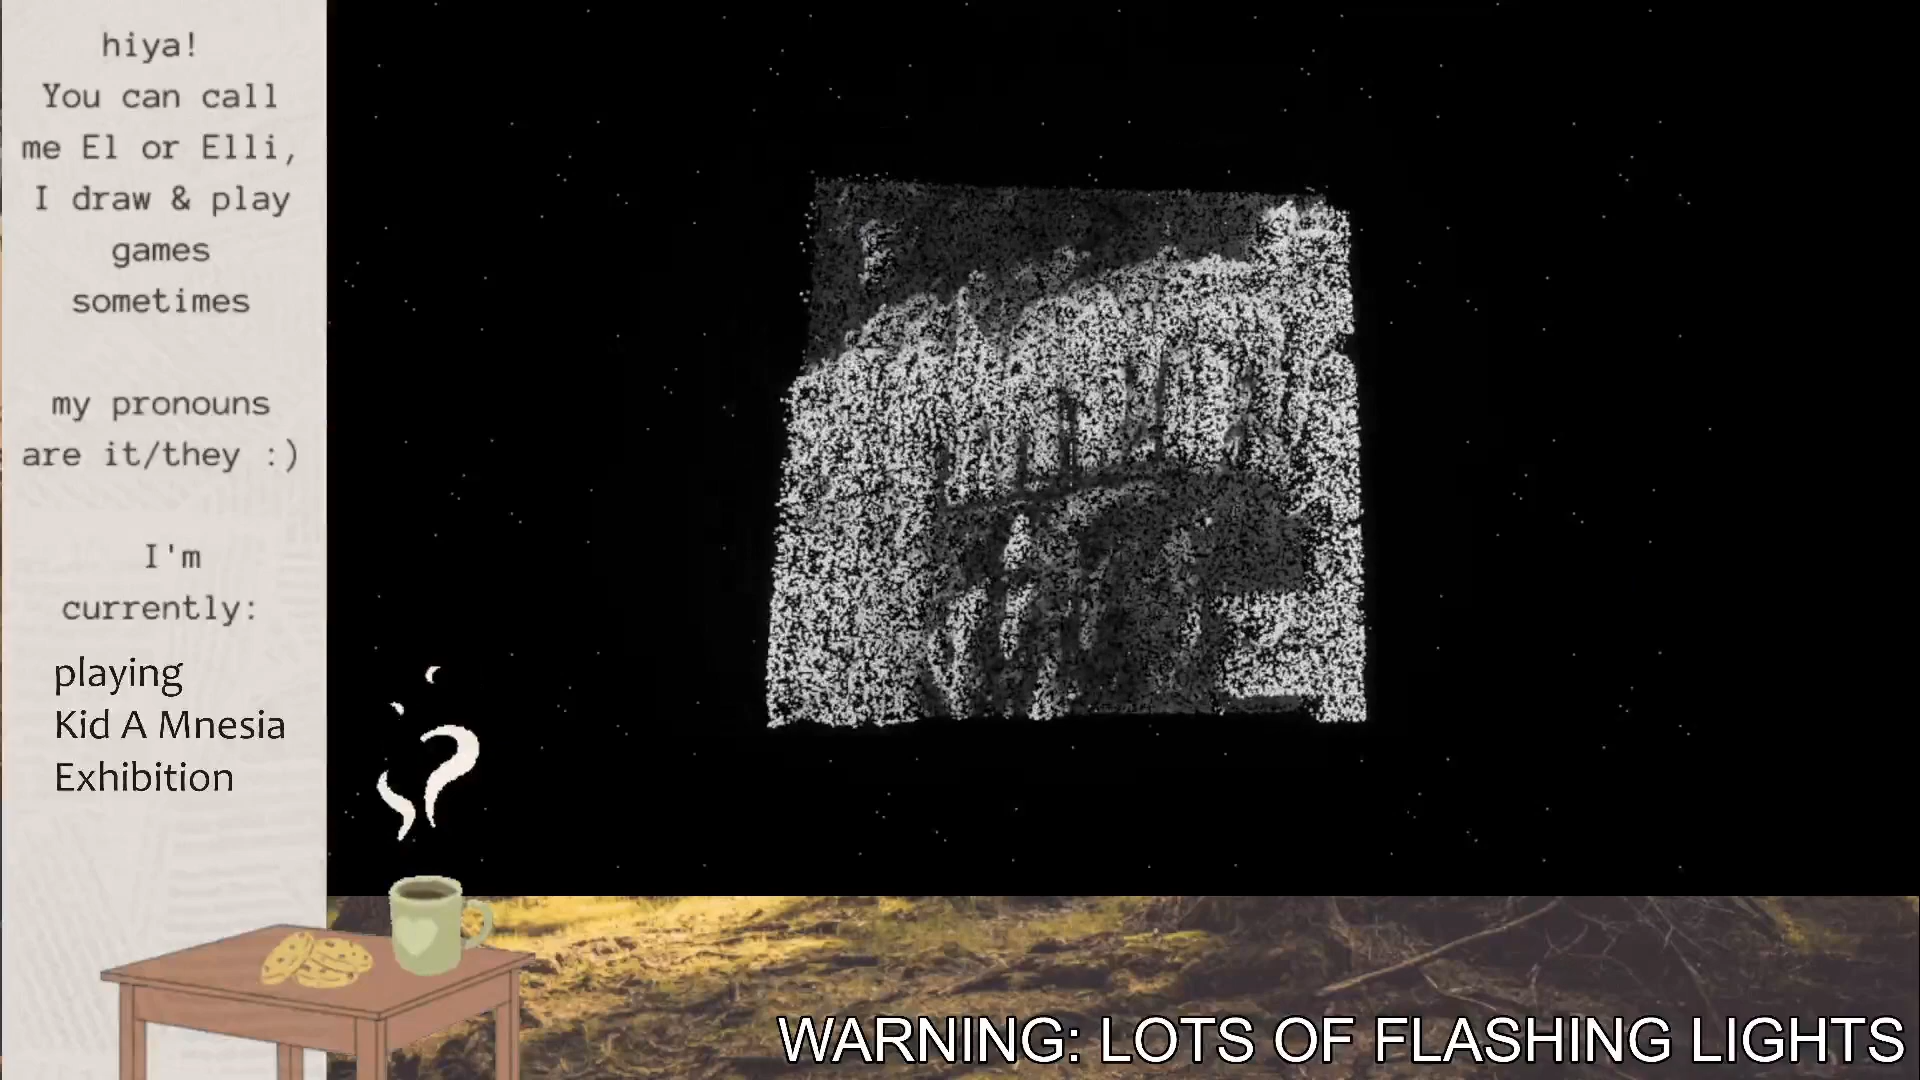 hiya!
You can call
me El or Elli,
I draw & play
games
sometimes
my pronouns
are it/they :)
I'm
currently:
playing
Kid A Mnesia
Exhibition
WARNING: LOTS OF FLASHING LIGHTS